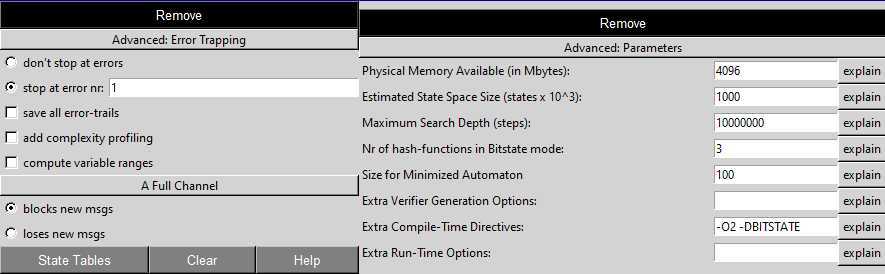 Remove
Advanced: Error Trapping
don't stop at errors
stop at error nr: 1
save all error-trails
add complexity profiling
compute variable ranges
A Full Channel
blocks new msgs
loses new msgs
State Tables Clear Help
Remove
Advanced: Parameters
Physical Memory Available (in Mbytes): 4096 explain
Estimated State Space Size (states x 10^3): 1000 explain
Maximum Search Depth (steps): 10000000 explain
Nr of hash-functions in Bitstate mode: 3 explain
Size for Minimized Automaton 100 explain
Extra Verifier Generation Options: explain
Extra Compile-Time Directives: -O2 -DBITSTATE explain
Extra Run-Time Options: explain